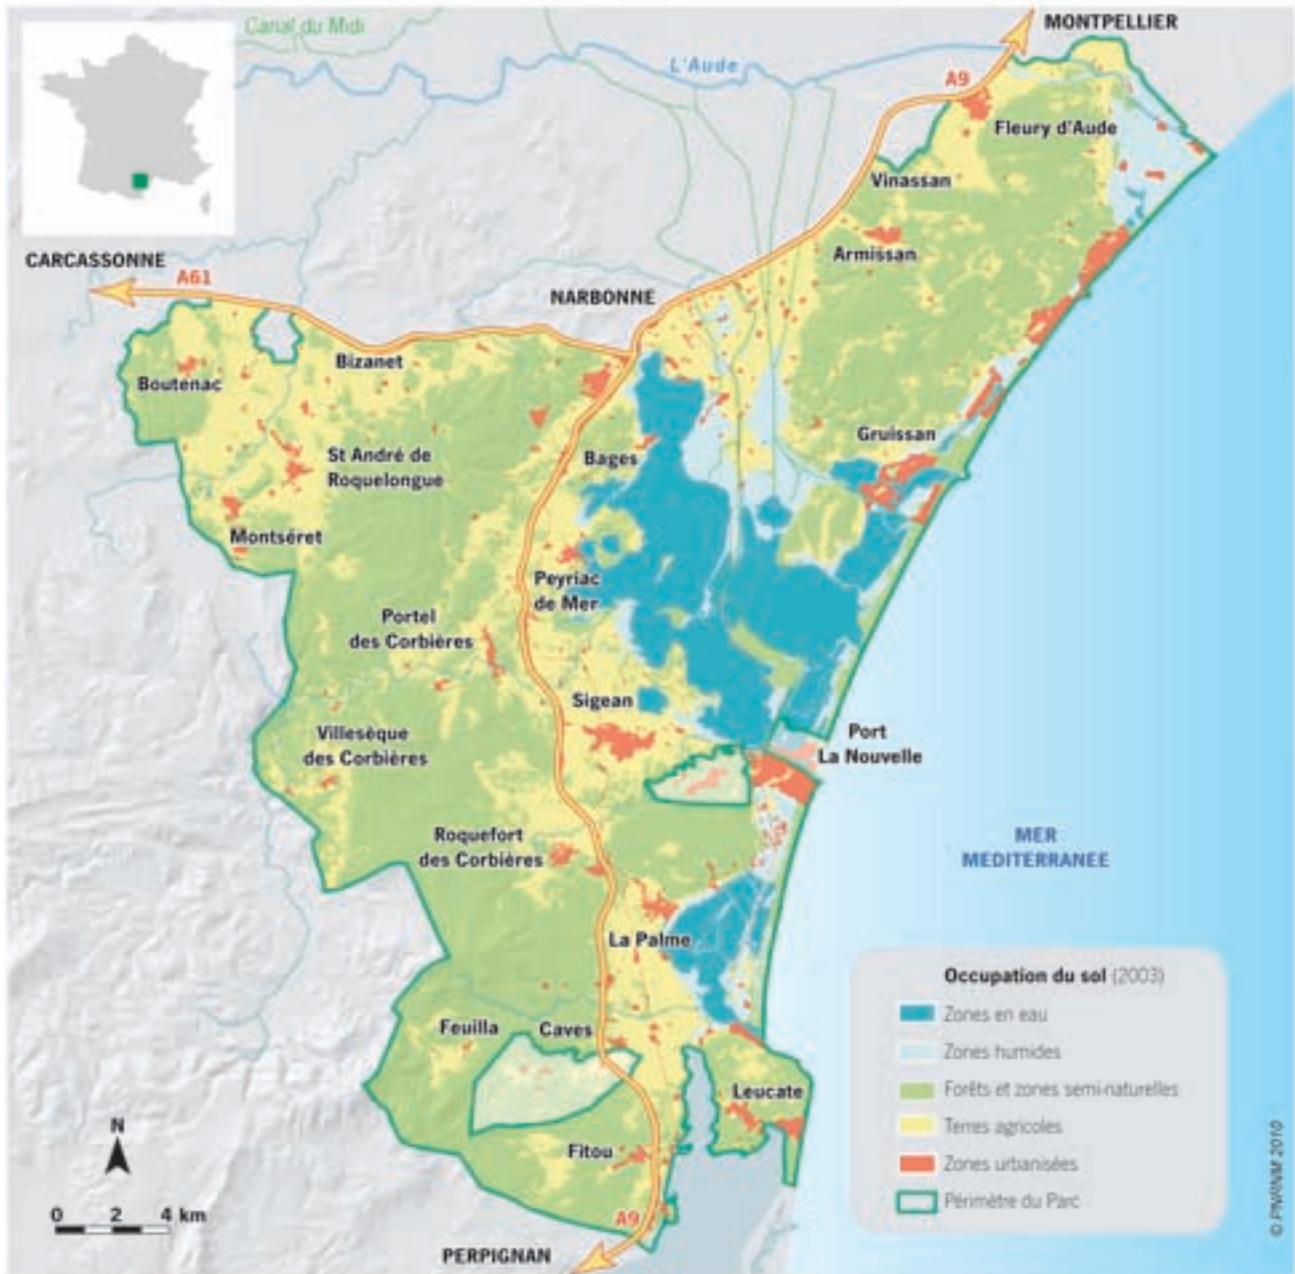 Canal du Midi
MONTPELLIER
L'Aude
A9
Fleury d'Aude
Vinassan
Armissan
CARCASSONNE
A61
NARBONNE
Bizanet
Boutenac
Gruissan
St André de
Roquelongue
Bages
Montséret
Peyriac
de Mer
Portel
des Corbières
Sigean
Villesèque
des Corbières
Port
La Nouvelle
Roquefort
des Corbières
MER
MEDITERRANEE
La Palme
Feuilla
Caves
Leucate
Fitou
A9
PERPIGNAN
N
0 2 4 km
Occupation du sol (2003)
Zones en eau
Zones humides
Forêts et zones semi-naturelles
Terres agricoles
Zones urbanisées
Périmètre du Parc
© PNRNM 2010